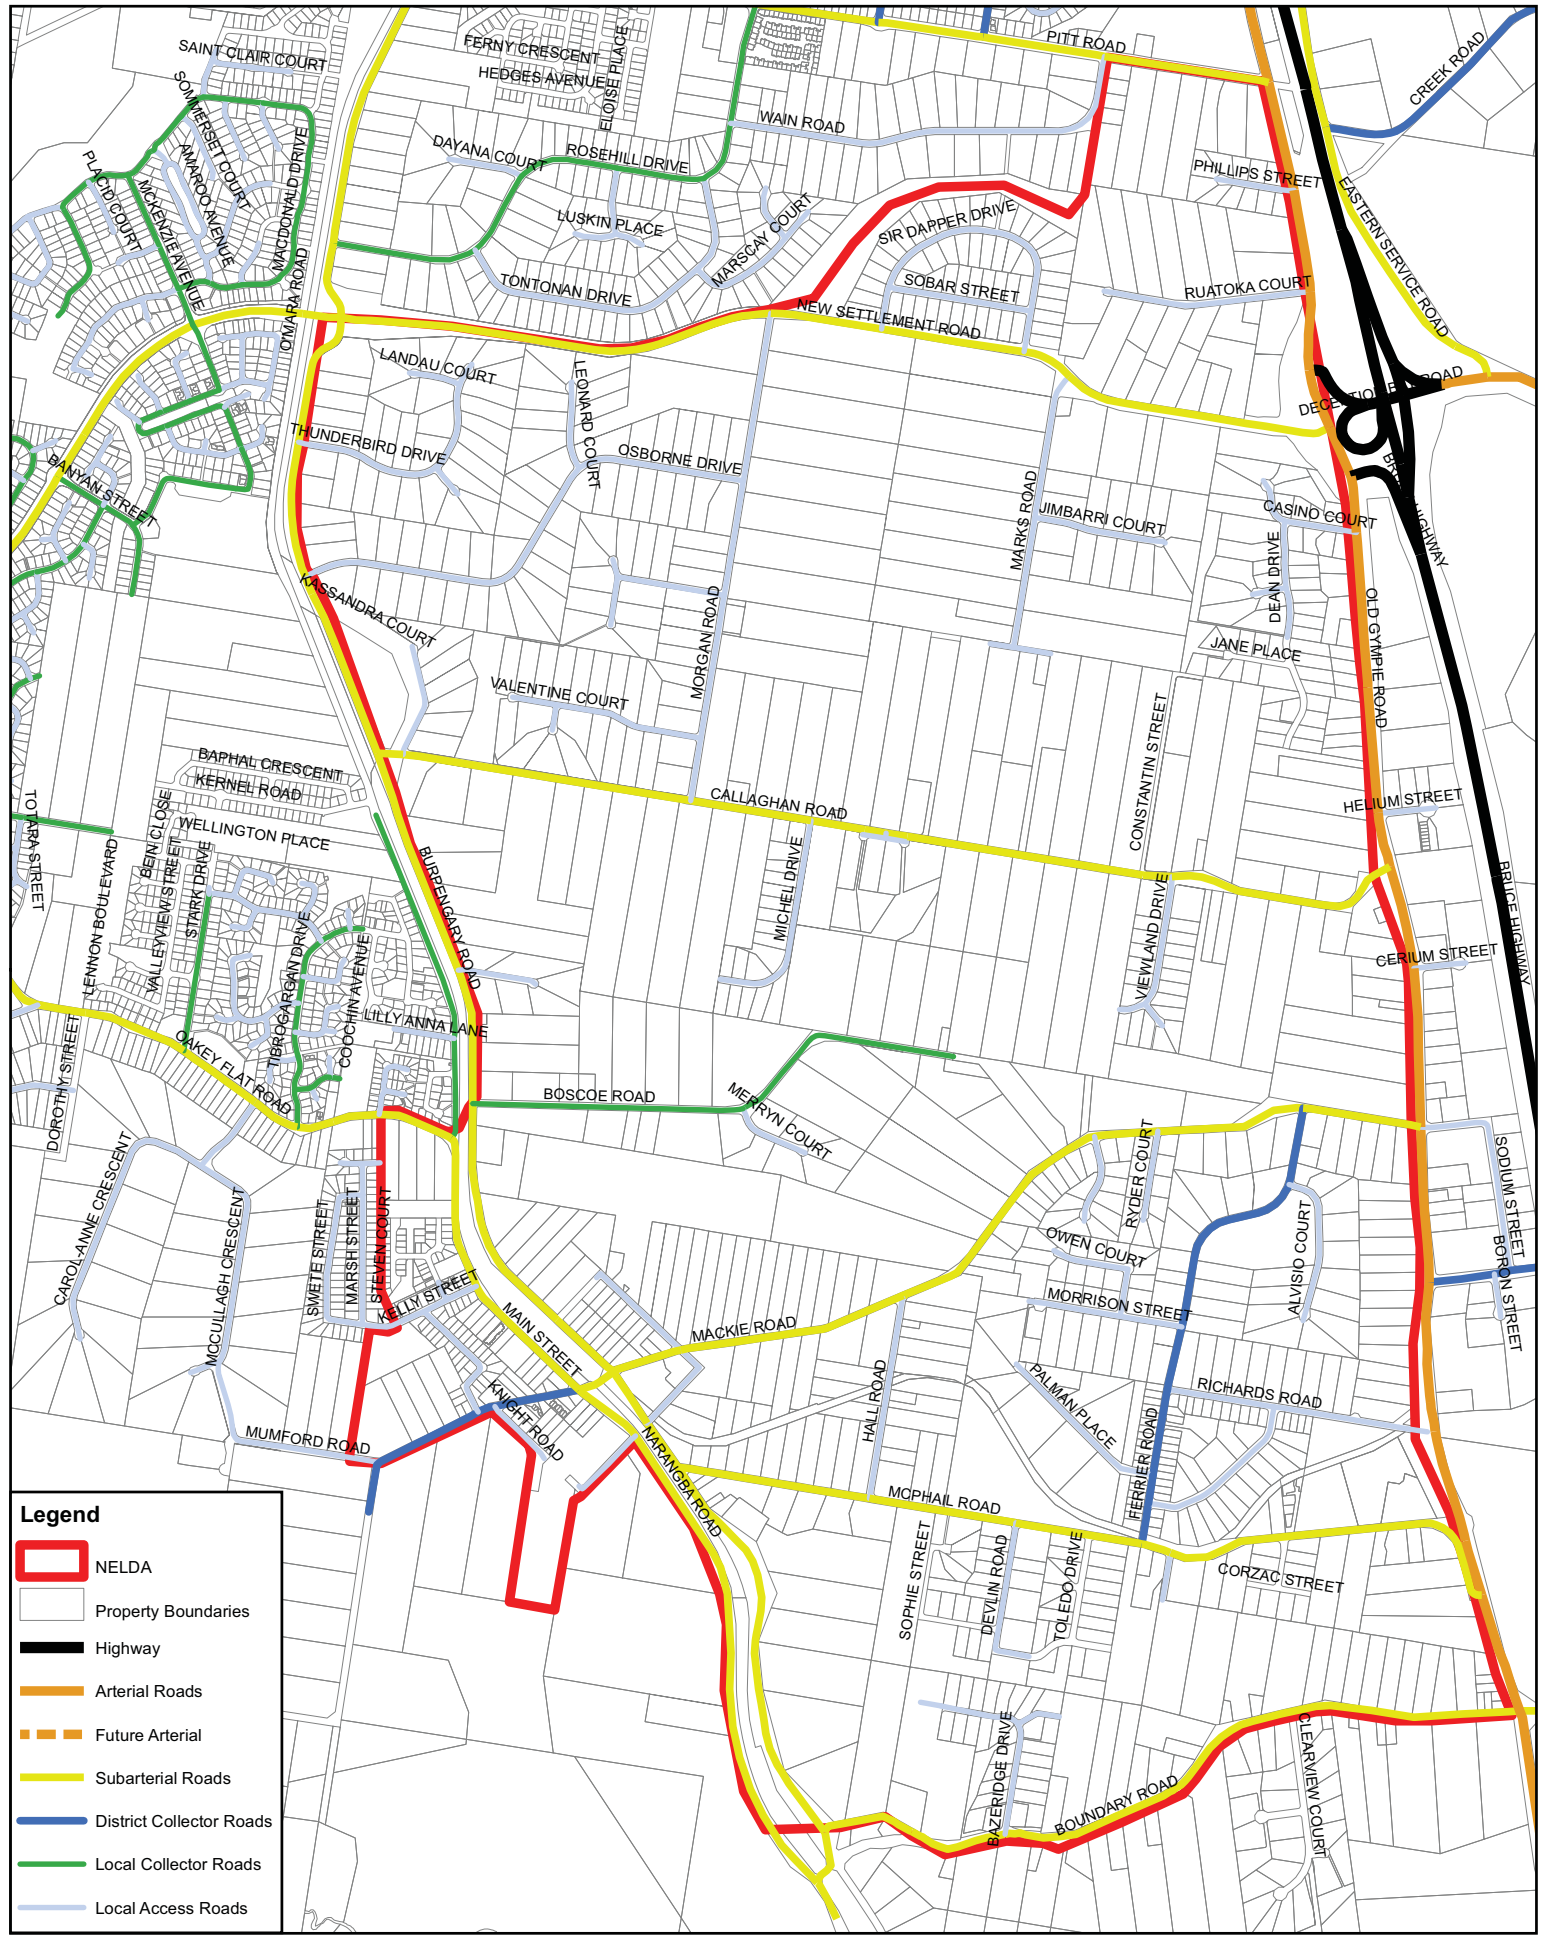 PITT ROAD
FERNY CRESCENT
SAINT CLAIR COURT
HEDGES AVENUE
ELOISE PLACE
CREEK ROAD
SOMMERSET COURT
WAIN ROAD
DAYANA COURT
ROSEHILL DRIVE
MACDONALD DRIVE
AMAROO AVENUE
PLACID COURT
MCKENZIE AVENUE
PHILLIPS STREET
EASTERN SERVICE ROAD
LUSKIN PLACE
MARSCAY COURT
SIR DAPPER DRIVE
TONTONAN DRIVE
SOBAR STREET
RUATOKA COURT
O'MARA ROAD
NEW SETTLEMENT ROAD
LANDAU COURT
LEONARD COURT
DECEPTION BAY ROAD
THUNDERBIRD DRIVE
OSBORNE DRIVE
BANYAN STREET
MARKS ROAD
JIMBARRI COURT
CASINO COURT
BRUCE HIGHWAY
DEAN DRIVE
KASSANDRA COURT
MORGAN ROAD
OLD GYMPIE ROAD
JANE PLACE
VALENTINE COURT
CONSTANTIN STREET
BAPHAL CRESCENT
KERNEL ROAD
TOTARA STREET
BEIN CLOSE
CALLAGHAN ROAD
HELIUM STREET
WELLINGTON PLACE
LENNON BOULEVARD
VALLEYVIEW STREET
STARK DRIVE
BURPENGARY ROAD
MICHEL DRIVE
VIEWLAND DRIVE
BRUCE HIGHWAY
CERIUM STREET
TIBROGARGAN DRIVE
COOCHIN AVENUE
LILLY ANNA LANE
DOROTHY STREET
OAKEY FLAT ROAD
BOSCOE ROAD
MERRYN COURT
CAROL-ANNE CRESCENT
RYDER COURT
SODIUM STREET
MCCULLAGH CRESCENT
SWETE STREET
MARSH STREET
STEVEN COURT
OWEN COURT
ALVISIO COURT
BORON STREET
KELLY STREET
MAIN STREET
MORRISON STREET
MACKIE ROAD
HALL ROAD
PALMAN PLACE
RICHARDS ROAD
KNIGHT ROAD
FERRIER ROAD
MUMFORD ROAD
NARANGBA ROAD
MCPHAIL ROAD
SOPHIE STREET
DEVLIN ROAD
TOLEDO DRIVE
CORZAC STREET
BAZERIDGE DRIVE
BOUNDARY ROAD
CLEARVIEW COURT
Legend
NELDA
Property Boundaries
Highway
Arterial Roads
Future Arterial
Subarterial Roads
District Collector Roads
Local Collector Roads
Local Access Roads